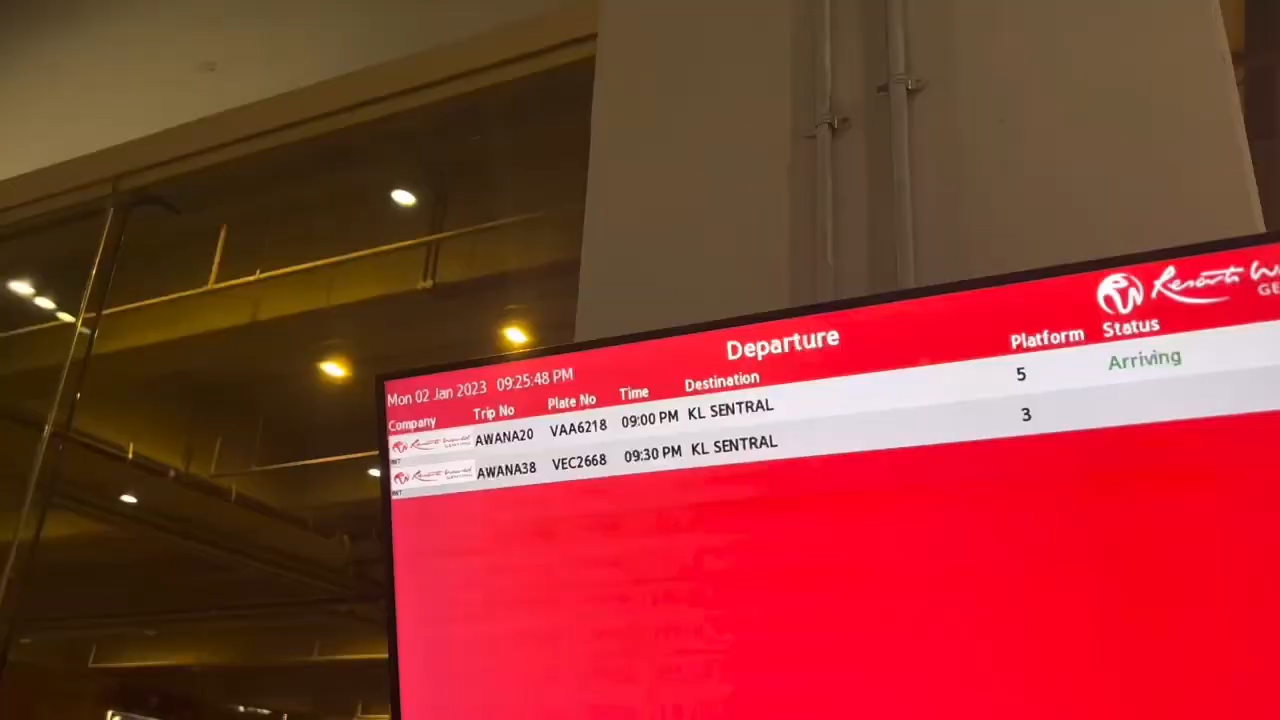 Resorts W
GE
Departure
Mon 02 Jan 2023 09:25:48 PM
Company Trip No Plate No Time Destination Platform Status
AWANA20 VAA6218 09:00 PM KL SENTRAL 5 Arriving
AWANA38 VEC2668 09:30 PM KL SENTRAL 3